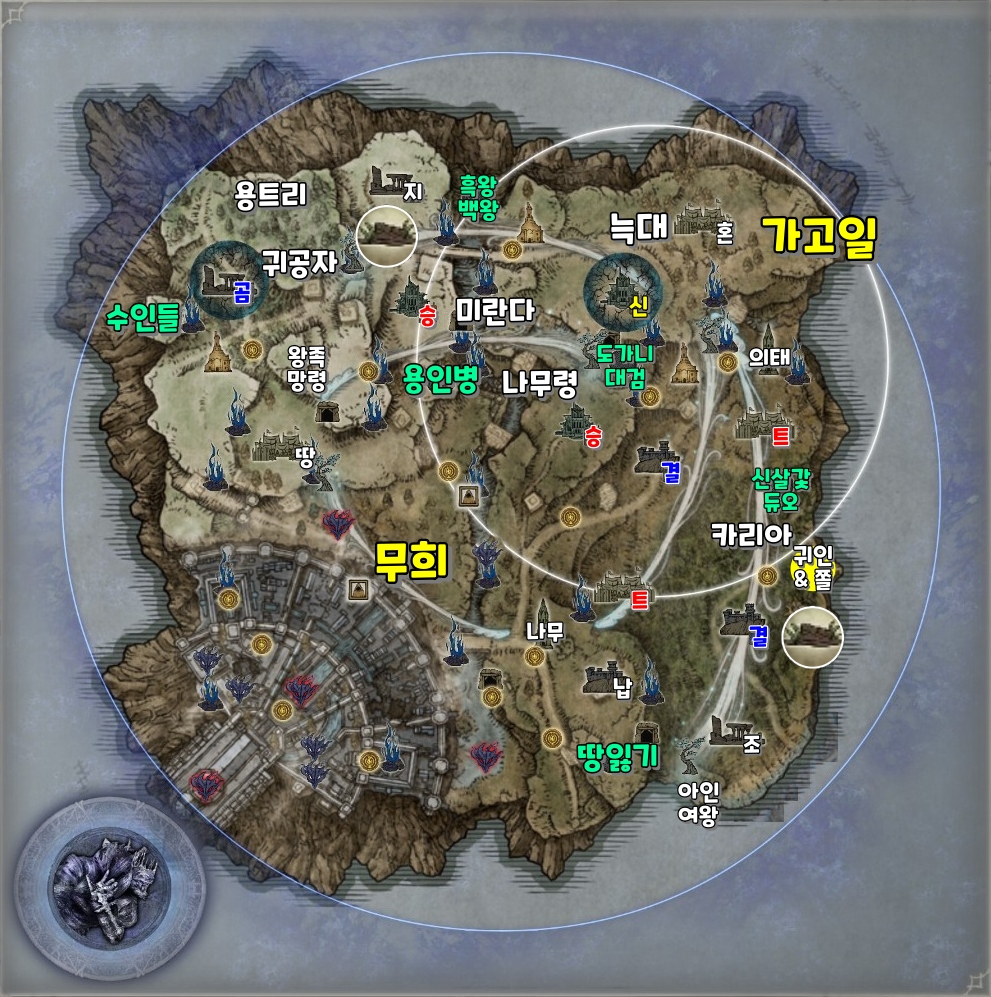 흑왕
백왕
용트리
지
늑대
혼
가고일
귀공자
곰
신
수인들
승
미란다
왕족
망령
용인병
나무령
도가니
대검
의태
승
트
땅
결
신살갗
듀오
카리아
무희
귀인
& 쫄
트
나무
결
납
땅잃기
조
아인
여왕